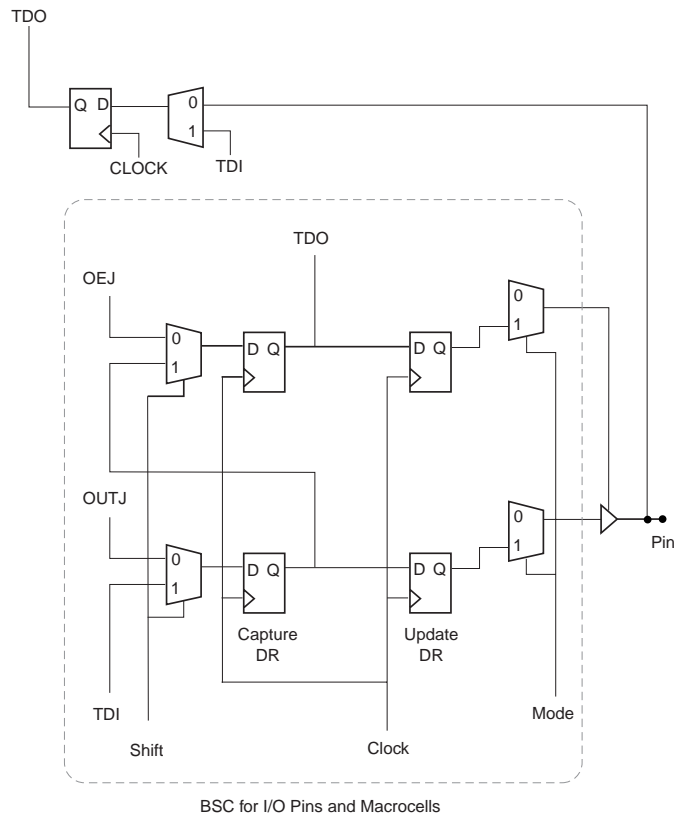 TDO
Q D
0
1
CLOCK
TDI
TDO
OEJ
0
1
D Q
D Q
0
1
OUTJ
0
1
D Q
D Q
0
1
Pin
Capture
DR
Update
DR
TDI
Shift
Clock
Mode
BSC for I/O Pins and Macrocells